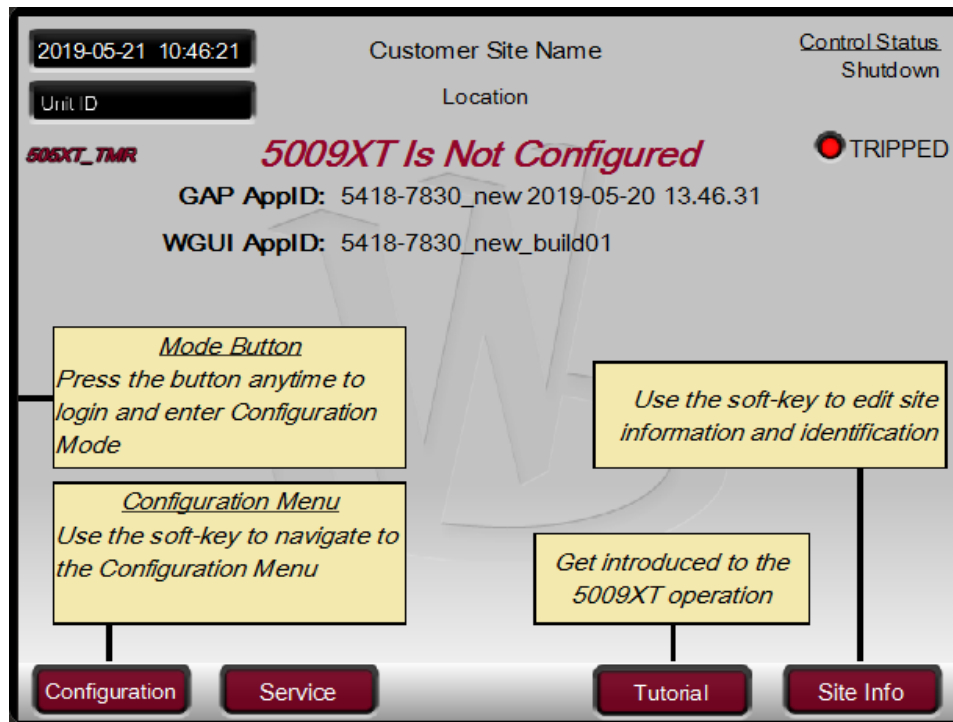 2019-05-21 10:46:21
Customer Site Name
Control Status
Shutdown
Unit ID
Location
505XT_TMR
5009XT Is Not Configured
TRIPPED
GAP AppID: 5418-7830_new 2019-05-20 13.46.31
WGUI AppID: 5418-7830_new_build01
Mode Button
Press the button anytime to
login and enter Configuration
Mode
Use the soft-key to edit site
information and identification
Configuration Menu
Use the soft-key to navigate to
the Configuration Menu
Get introduced to the
5009XT operation
Configuration
Service
Tutorial
Site Info